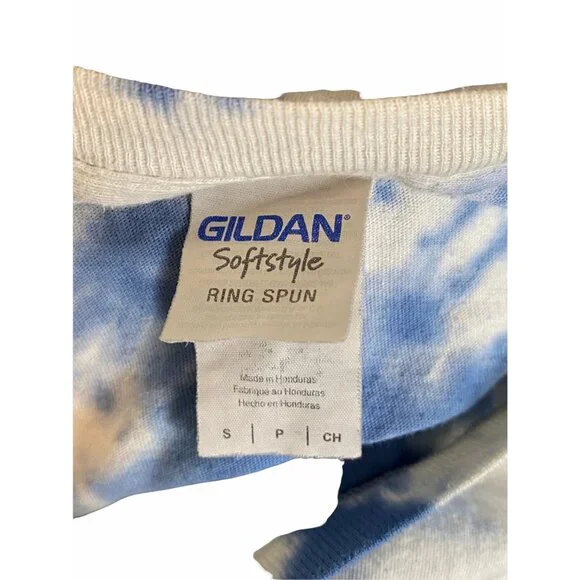 GILDAN®
Softstyle
RING SPUN
Made in Honduras
Fabriqué au Honduras
Hecho en Honduras
S | P | CH